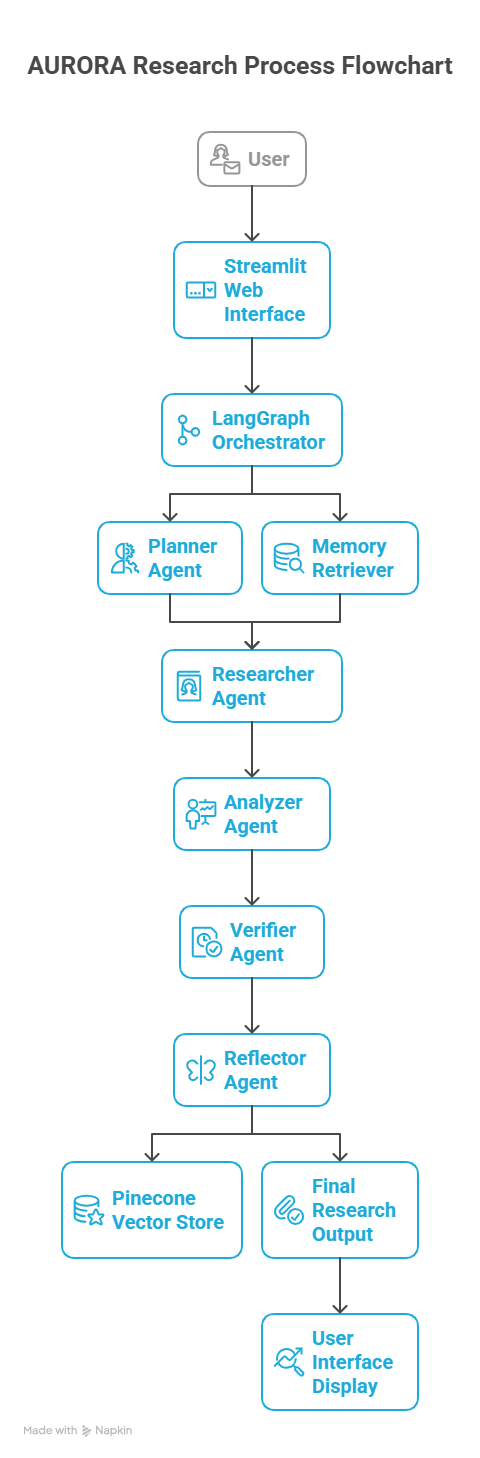 AURORA Research Process Flowchart
User
Streamlit
Web
Interface
LangGraph
Orchestrator
Planner
Agent
Memory
Retriever
Researcher
Agent
Analyzer
Agent
Verifier
Agent
Reflector
Agent
Pinecone
Vector Store
Final
Research
Output
User
Interface
Display
Made with Napkin